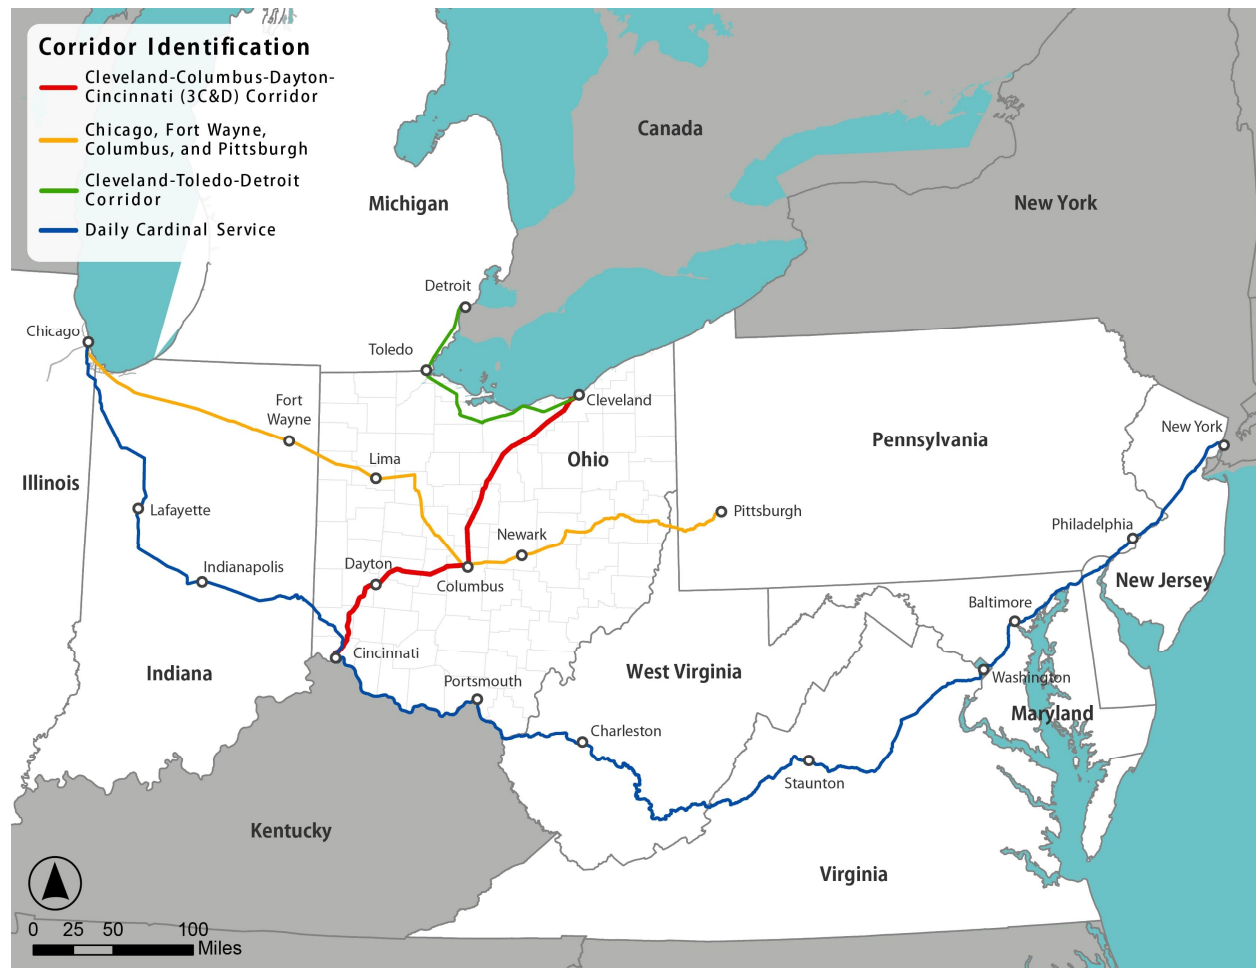 Corridor Identification
Cleveland-Columbus-Dayton-
Cincinnati (3C&D) Corridor
Chicago, Fort Wayne,
Columbus, and Pittsburgh
Cleveland-Toledo-Detroit
Corridor
Daily Cardinal Service
Canada
Michigan
New York
Detroit
Chicago
Toledo
Fort
Wayne
Cleveland
New York
Pennsylvania
Lima
Ohio
Illinois
Lafayette
Pittsburgh
Philadelphia
Newark
Indianapolis
Dayton
Columbus
New Jersey
Baltimore
Cincinnati
Indiana
West Virginia
Washington
Portsmouth
Maryland
Charleston
Staunton
Kentucky
Virginia
0 25 50 100
Miles